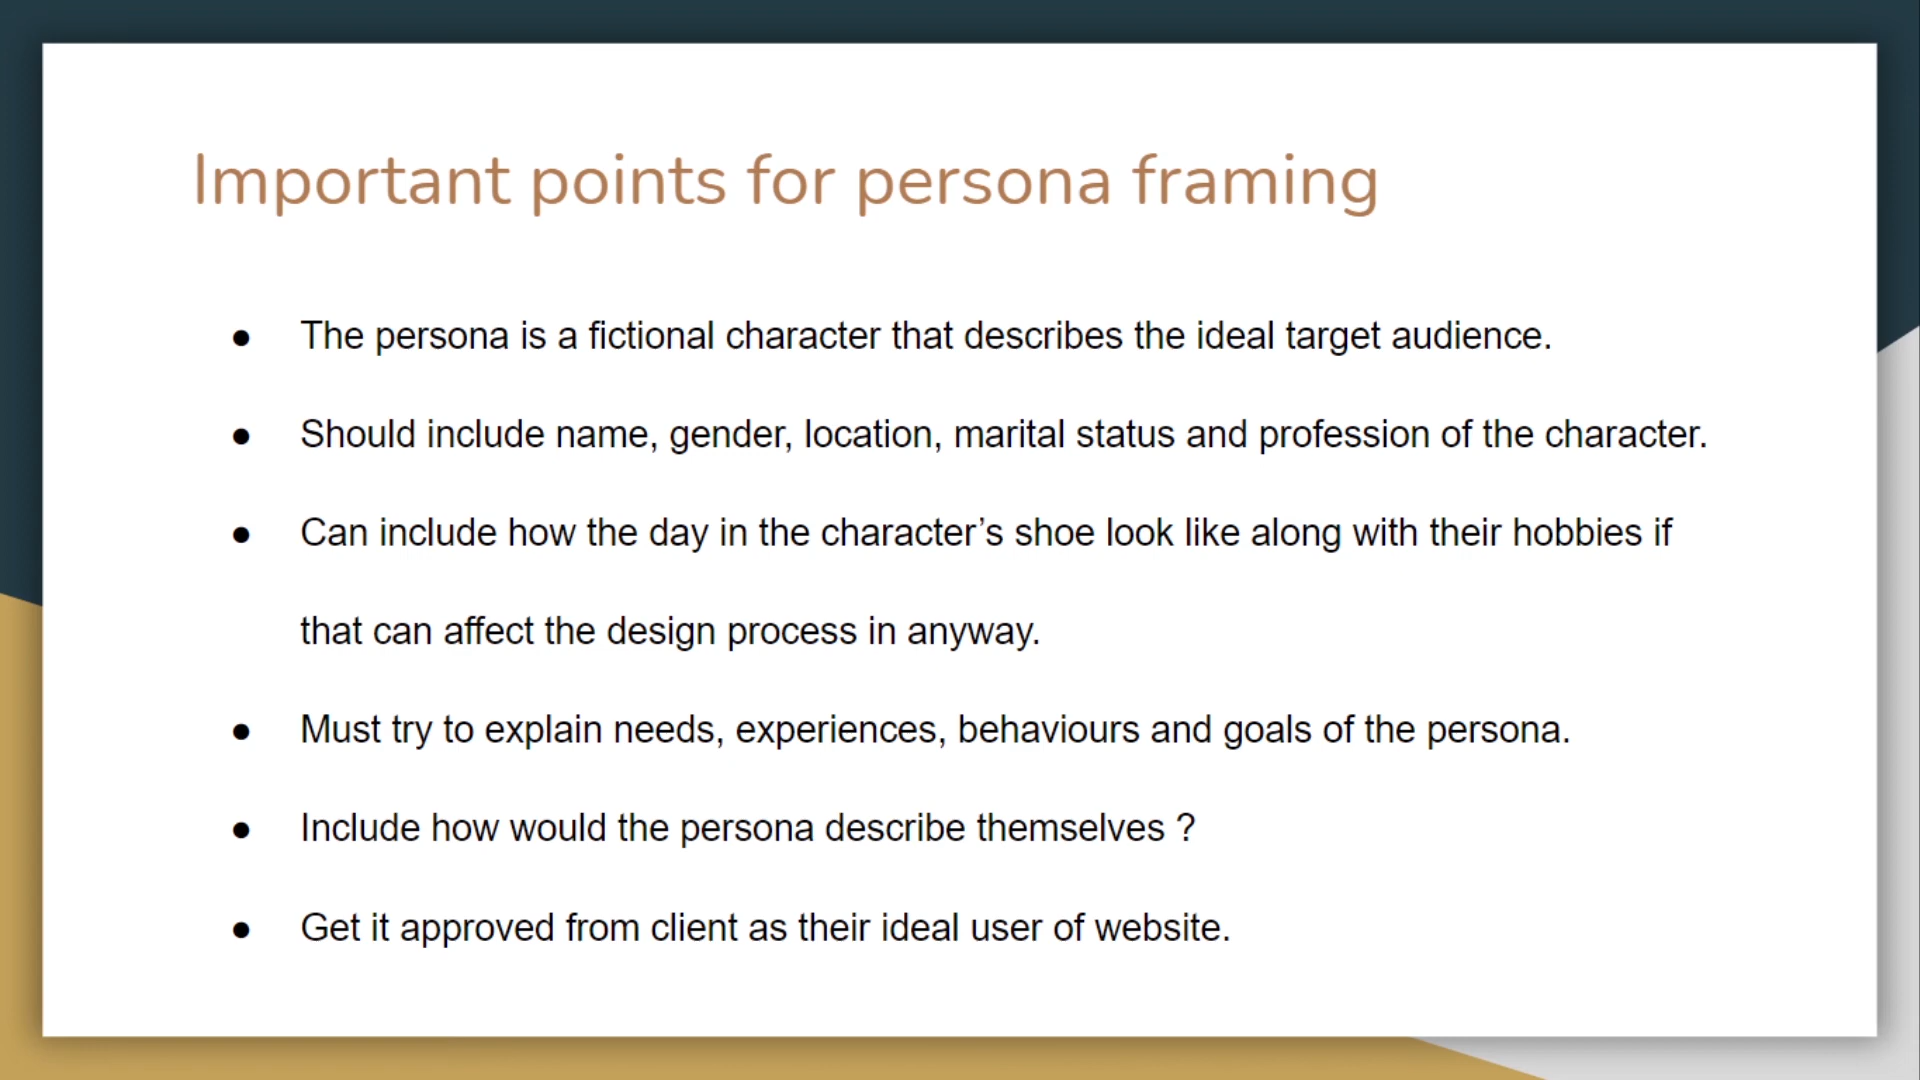 Important points for persona framing
● The persona is a fictional character that describes the ideal target audience.
● Should include name, gender, location, marital status and profession of the character.
● Can include how the day in the character’s shoe look like along with their hobbies if
that can affect the design process in anyway.
● Must try to explain needs, experiences, behaviours and goals of the persona.
● Include how would the persona describe themselves ?
● Get it approved from client as their ideal user of website.